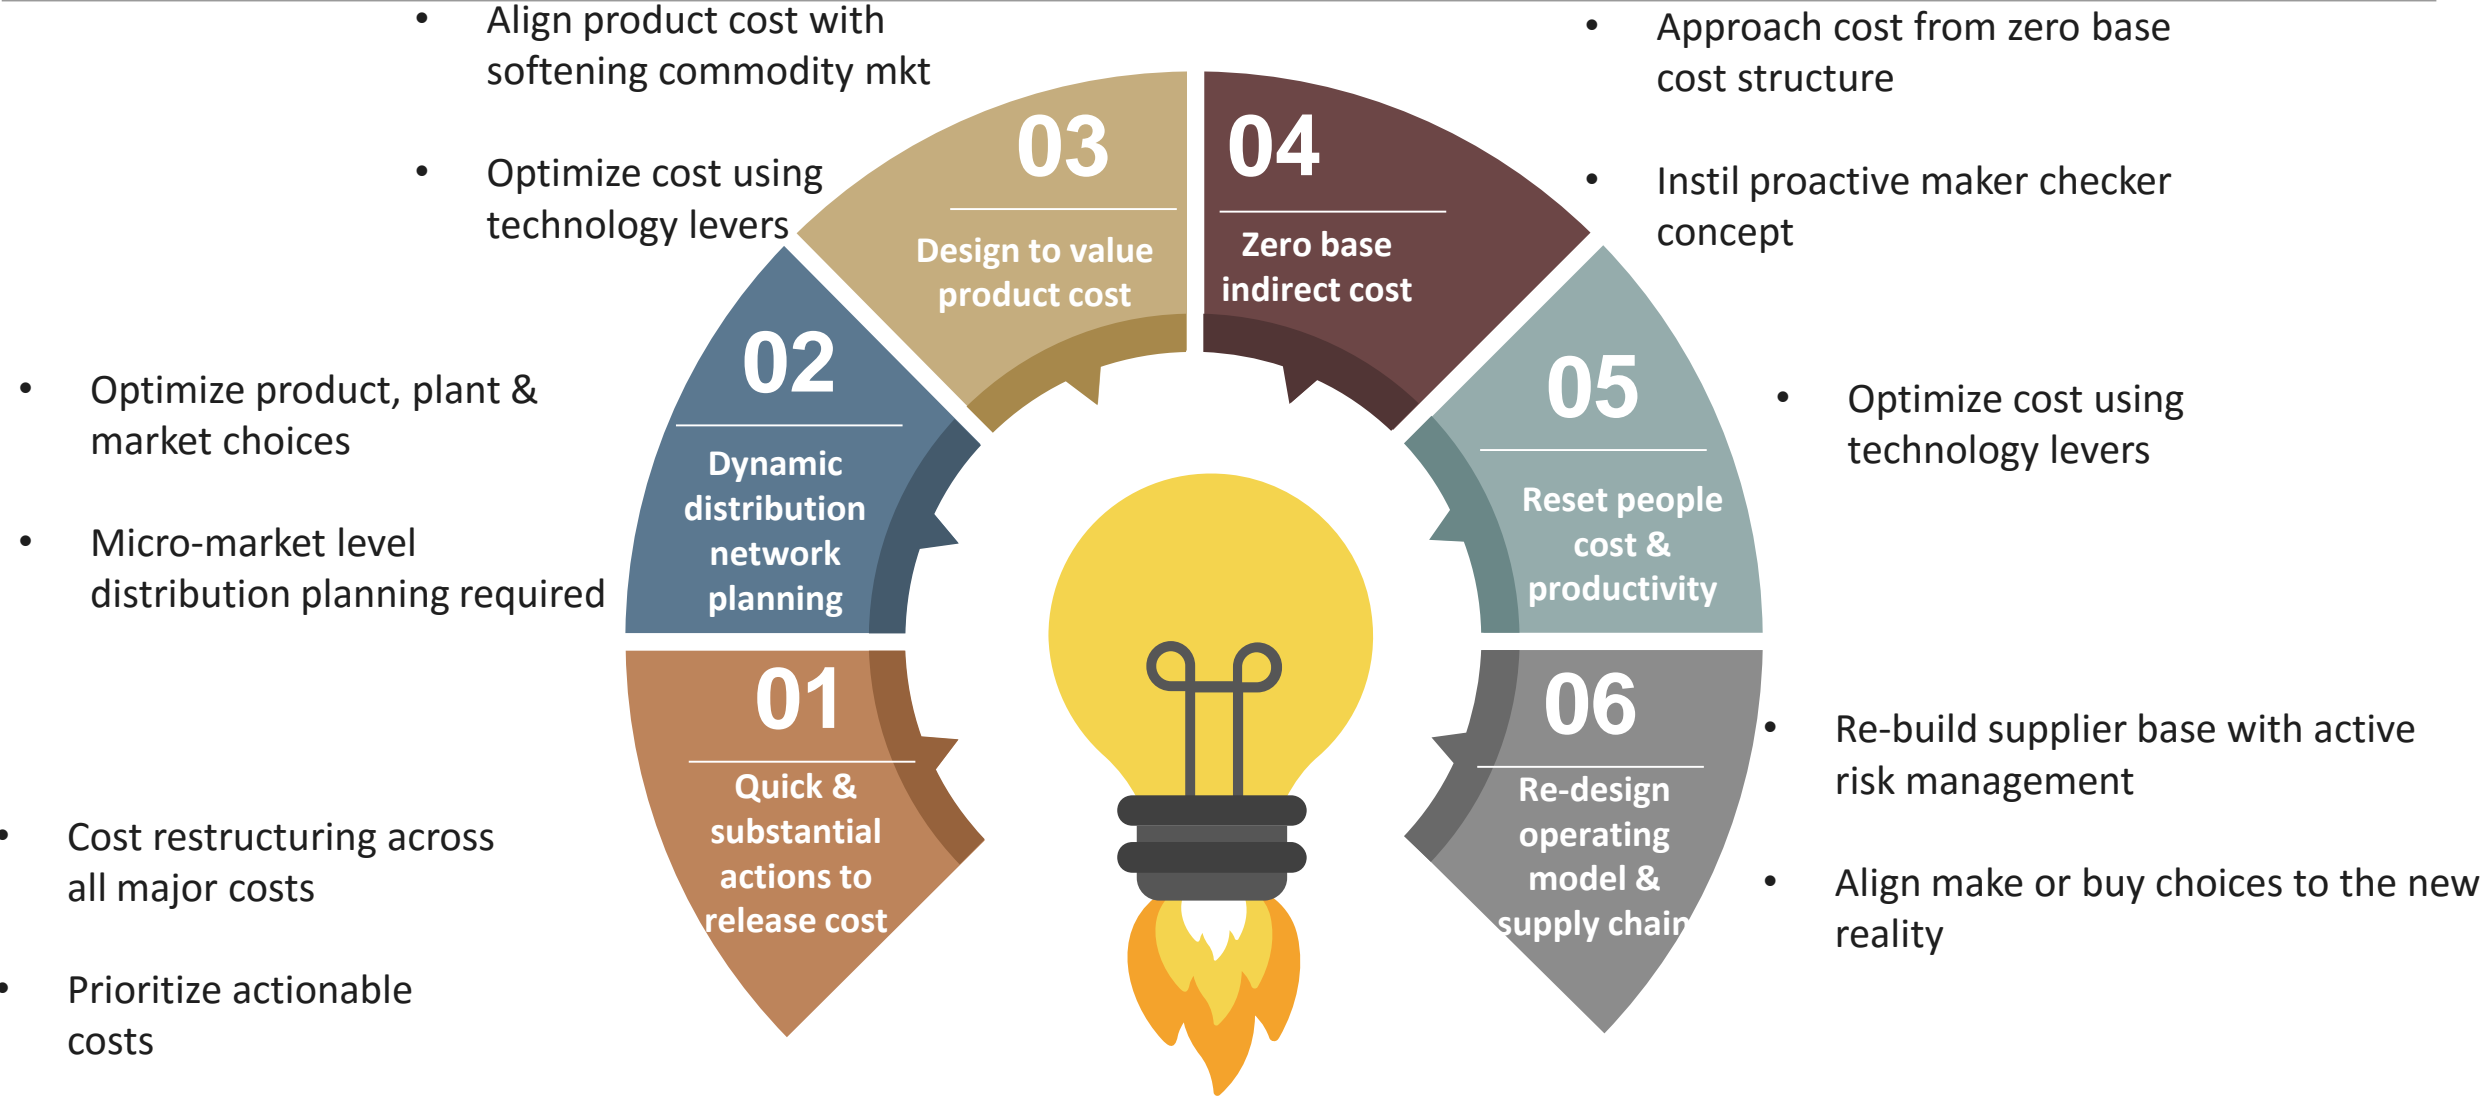 • Align product cost with
softening commodity mkt
• Optimize cost using
technology levers
• Approach cost from zero base
cost structure
• Instil proactive maker checker
concept
03
Design to value
product cost
04
Zero base
indirect cost
• Optimize product, plant &
market choices
• Micro-market level
distribution planning required
02
Dynamic
distribution
network
planning
05
Reset people
cost &
productivity
• Optimize cost using
technology levers
• Cost restructuring across
all major costs
• Prioritize actionable
costs
01
Quick &
substantial
actions to
release cost
06
Re-design
operating
model &
supply chain
• Re-build supplier base with active
risk management
• Align make or buy choices to the new
reality